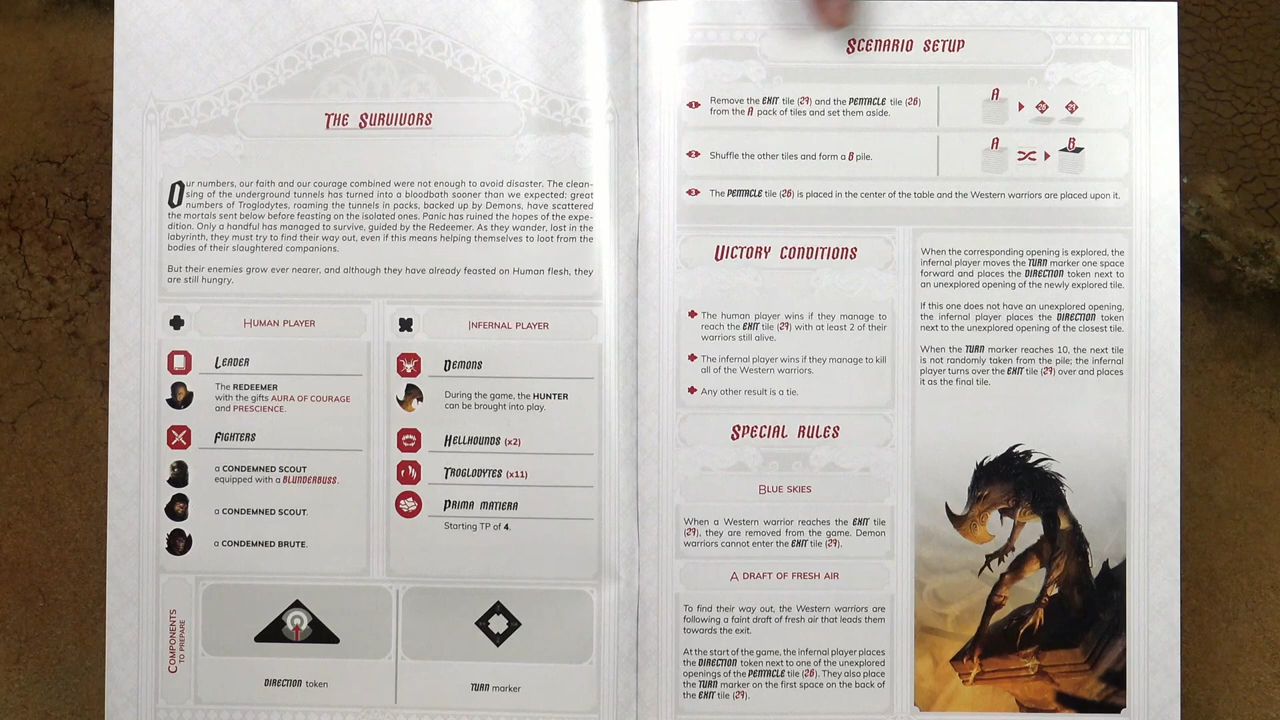 The Survivors
Our numbers, our faith and our courage combined were not enough to avoid disaster. The clean-
sing of the underground tunnels has turned into a bloodbath sooner than we expected: great
numbers of Troglodytes, roaming the tunnels in packs, backed up by Demons, have scattered
the mortals sent below before feasting on the isolated ones. Panic has ruined the hopes of the expe-
dition. Only a handful has managed to survive, guided by the Redeemer. As they wander, lost in the
labyrinth, they must try to find their way out, even if this means helping themselves to loot from the
bodies of their slaughtered companions.
But their enemies grow ever nearer, and although they have already feasted on Human flesh, they
are still hungry.
Human player
Leader
The REDEEMER
with the gifts AURA OF COURAGE
and PRESCIENCE.
Fighters
a CONDEMNED SCOUT
equipped with a BLUNDERBUSS.
a CONDEMNED SCOUT.
a CONDEMNED BRUTE.
Infernal player
Demons
During the game, the HUNTER
can be brought into play.
Hellhounds (x2)
Troglodytes (x11)
Prima Materia
Starting TP of 4.
Components
to prepare
DIRECTION token
TURN marker
Scenario setup
1 Remove the EXIT tile (29) and the PENTACLE tile (26)
from the A pack of tiles and set them aside.
A 26 29
2 Shuffle the other tiles and form a B pile.
A B
3 The PENTACLE tile (26) is placed in the center of the table and the Western warriors are placed upon it.
Victory conditions
The human player wins if they manage to
reach the EXIT tile (29) with at least 2 of their
warriors still alive.
The infernal player wins if they manage to kill
all of the Western warriors.
Any other result is a tie.
Special rules
Blue skies
When a Western warrior reaches the EXIT tile
(29), they are removed from the game. Demon
warriors cannot enter the EXIT tile (29).
A draft of fresh air
To find their way out, the Western warriors are
following a faint draft of fresh air that leads them
towards the exit.
At the start of the game, the infernal player places
the DIRECTION token next to one of the unexplored
openings of the PENTACLE tile (26). They also place
the TURN marker on the first space on the back of
the EXIT tile (29).
When the corresponding opening is explored, the
infernal player moves the TURN marker one space
forward and places the DIRECTION token next to
an unexplored opening of the newly explored tile.
If this one does not have an unexplored opening,
the infernal player places the DIRECTION token
next to the unexplored opening of the closest tile.
When the TURN marker reaches 10, the next tile
is not randomly taken from the pile; the infernal
player turns over the EXIT tile (29) over and places
it as the final tile.